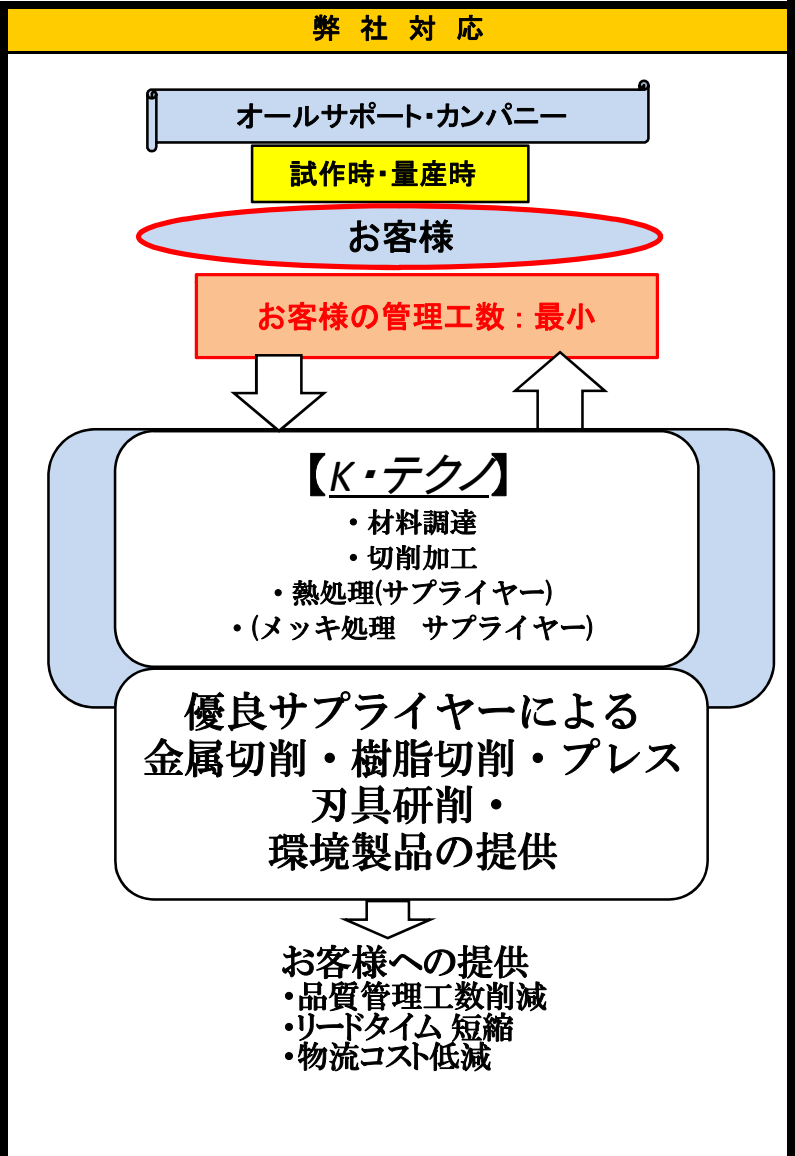 弊 社 対 応
オールサポート・カンパニー
試作時・量産時
お客様
お客様の管理工数：最小
【K・テクノ】
・材料調達
・切削加工
・熱処理(サプライヤー)
・(メッキ処理　サプライヤー)
優良サプライヤーによる
金属切削・樹脂切削・プレス
刃具研削・
環境製品の提供
お客様への提供
・品質管理工数削減
・リードタイム 短縮
・物流コスト低減